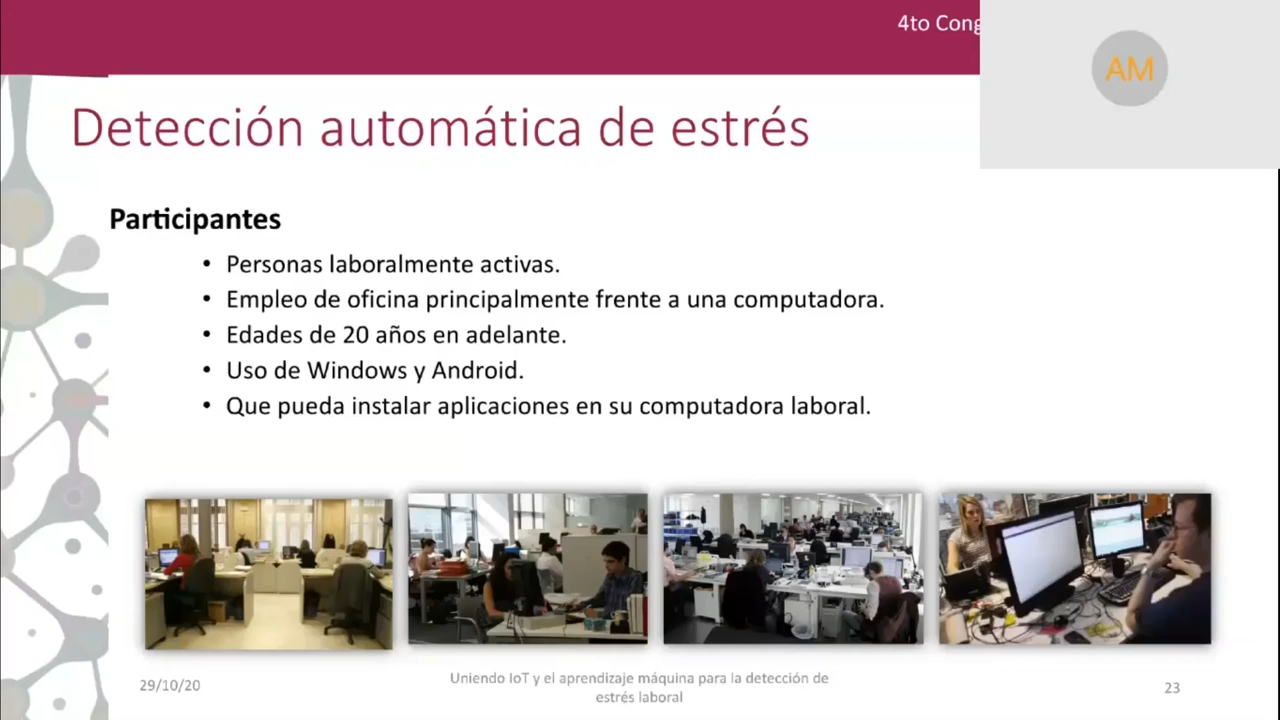 4to Cong
AM
Detección automática de estrés
Participantes
• Personas laboralmente activas.
• Empleo de oficina principalmente frente a una computadora.
• Edades de 20 años en adelante.
• Uso de Windows y Android.
• Que pueda instalar aplicaciones en su computadora laboral.
29/10/20
Uniendo IoT y el aprendizaje máquina para la detección de
estrés laboral
23